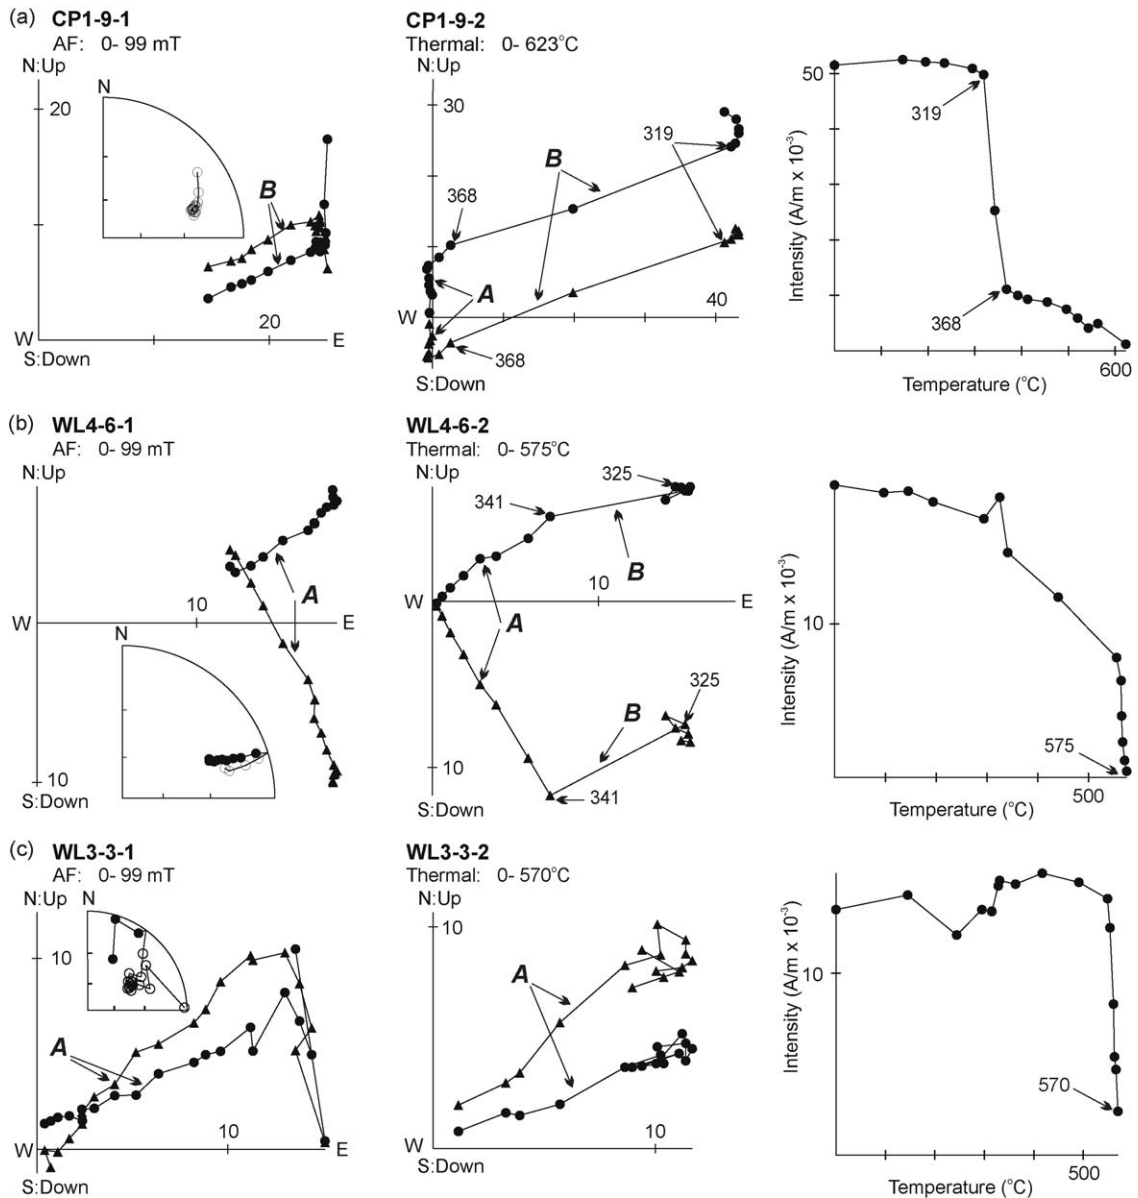 (a) CP1-9-1
AF: 0- 99 mT
N:Up
20
N
B
20
W
E
S:Down
CP1-9-2
Thermal: 0- 623°C
N:Up
30
319
B
368
A
40
W
368
S:Down
50
319
368
Intensity (A/m x 10-3)
600
Temperature (°C)
(b) WL4-6-1
AF: 0- 99 mT
N:Up
A
10
W
E
N
10
S:Down
WL4-6-2
Thermal: 0- 575°C
N:Up
325
341
B
10
W
E
A
325
B
10
341
S:Down
Intensity (A/m x 10-3)
10
575
500
Temperature (°C)
(c) WL3-3-1
AF: 0- 99 mT
N:Up
N
10
A
10
W
E
S:Down
WL3-3-2
Thermal: 0- 570°C
N:Up
10
A
10
W
S:Down
Intensity (A/m x 10-3)
10
570
500
Temperature (°C)